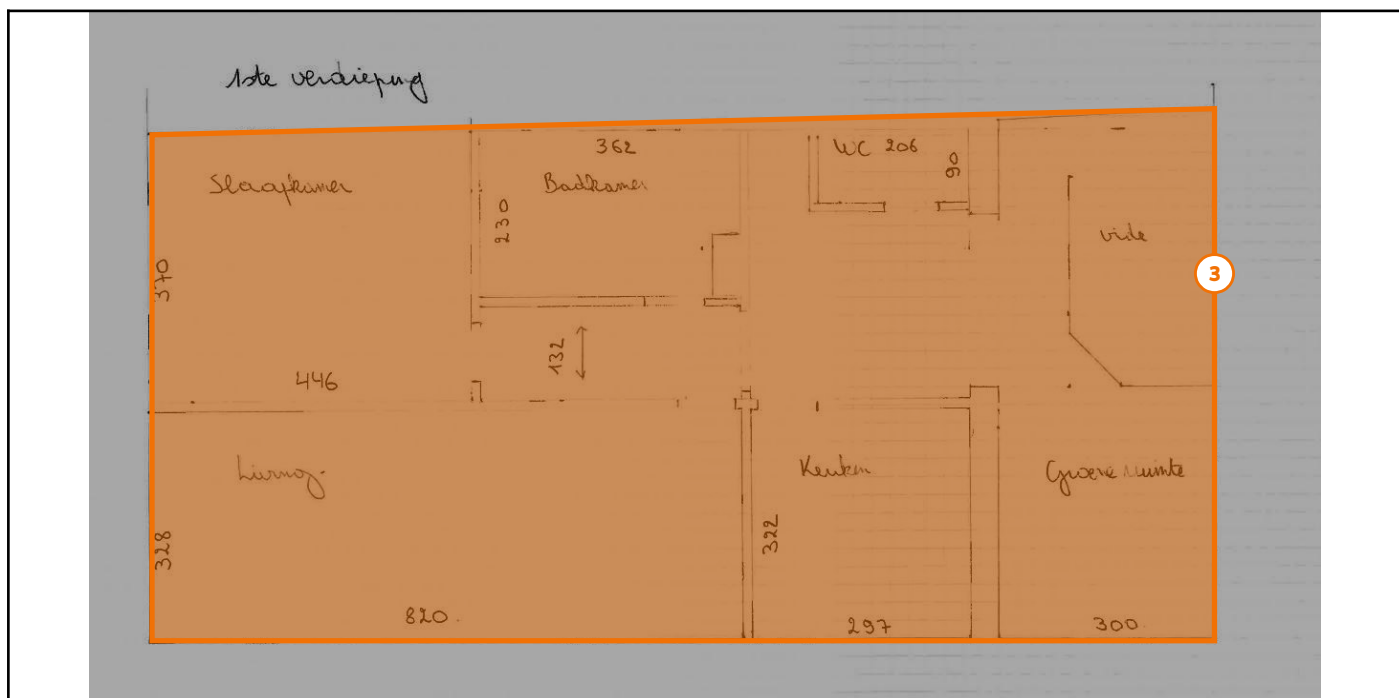 1ste verdieping
362
WC 206
90
Slaapkamer
Badkamer
230
vide
3
370
132
446
Living
Keuken
Groene ruimte
328
322
820
297
300